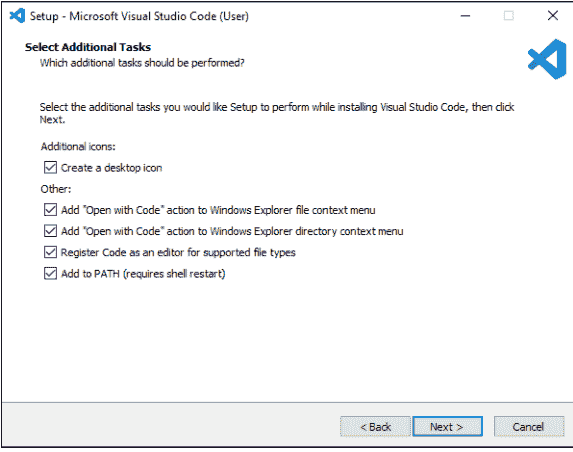 Setup - Microsoft Visual Studio Code (User)
Select Additional Tasks
Which additional tasks should be performed?
Select the additional tasks you would like Setup to perform while installing Visual Studio Code, then click
Next.
Additional icons:
Create a desktop icon
Other:
Add "Open with Code" action to Windows Explorer file context menu
Add "Open with Code" action to Windows Explorer directory context menu
Register Code as an editor for supported file types
Add to PATH (requires shell restart)
< Back Next > Cancel